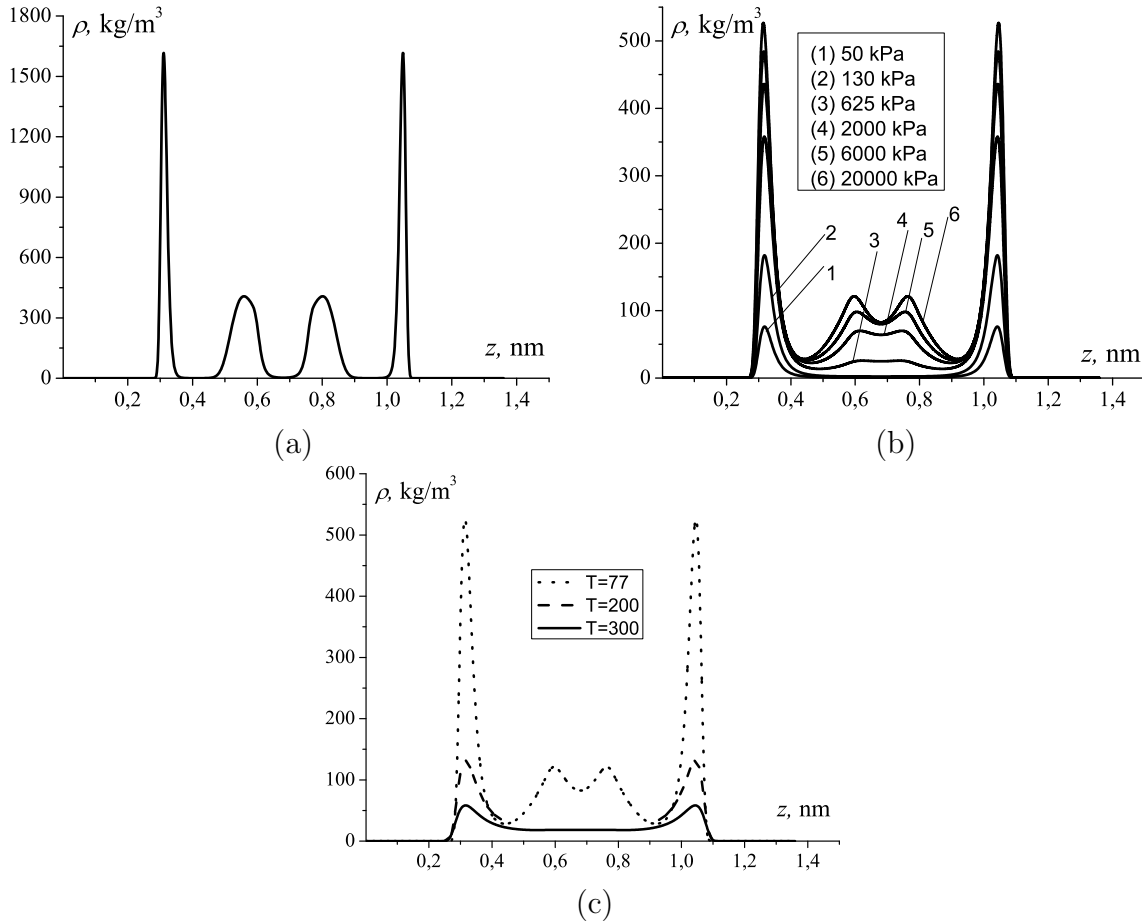 ρ, kg/m³
1800
1500
1200
900
600
300
0
z, nm
0,2 0,4 0,6 0,8 1,0 1,2 1,4
(a)
ρ, kg/m³
500
400
300
200
100
0
(1) 50 kPa
(2) 130 kPa
(3) 625 kPa
(4) 2000 kPa
(5) 6000 kPa
(6) 20000 kPa
2
1
3
4
5
6
z, nm
0,2 0,4 0,6 0,8 1,0 1,2 1,4
(b)
600
ρ, kg/m³
500
400
300
200
100
0
T=77
T=200
T=300
z, nm
0,2 0,4 0,6 0,8 1,0 1,2 1,4
(c)